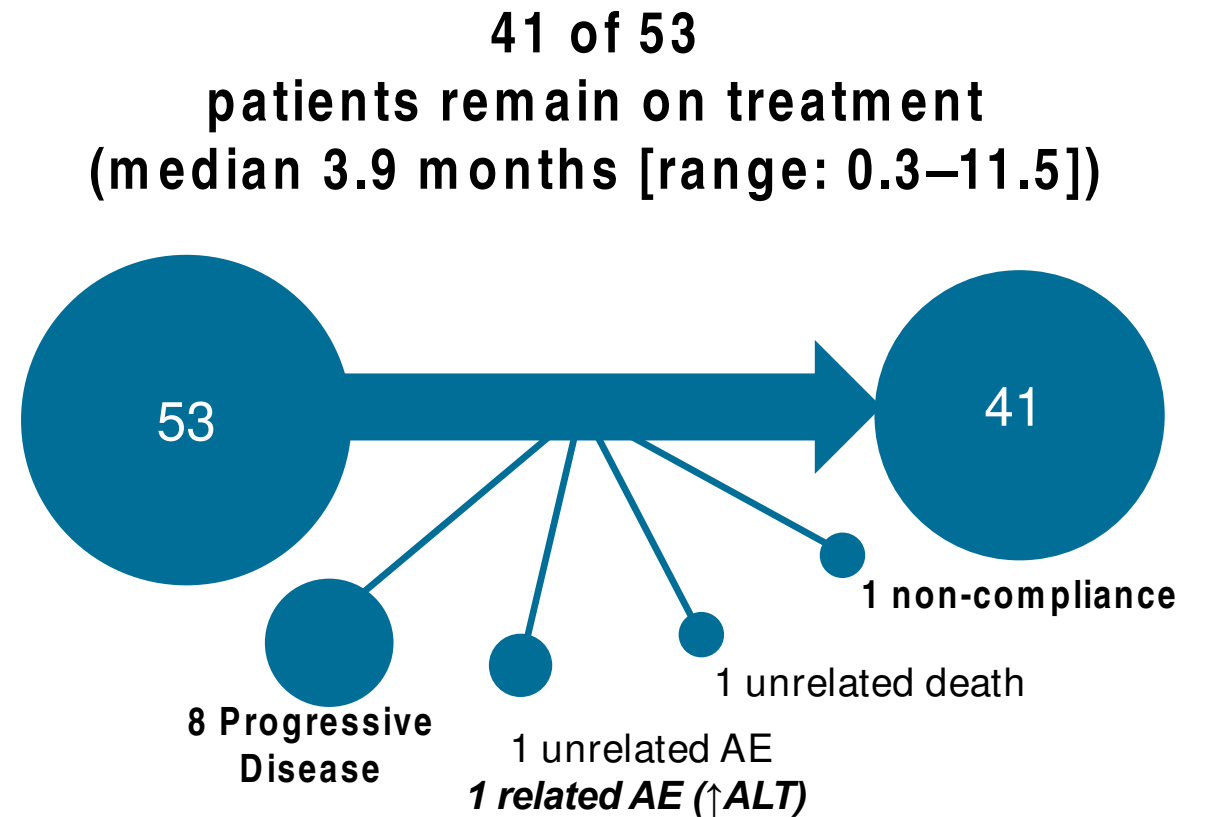 41 of 53
patients remain on treatment
(median 3.9 months [range: 0.3–11.5])
53
41
1 non-compliance
1 unrelated death
8 Progressive
Disease
1 unrelated AE
1 related AE (↑ALT)